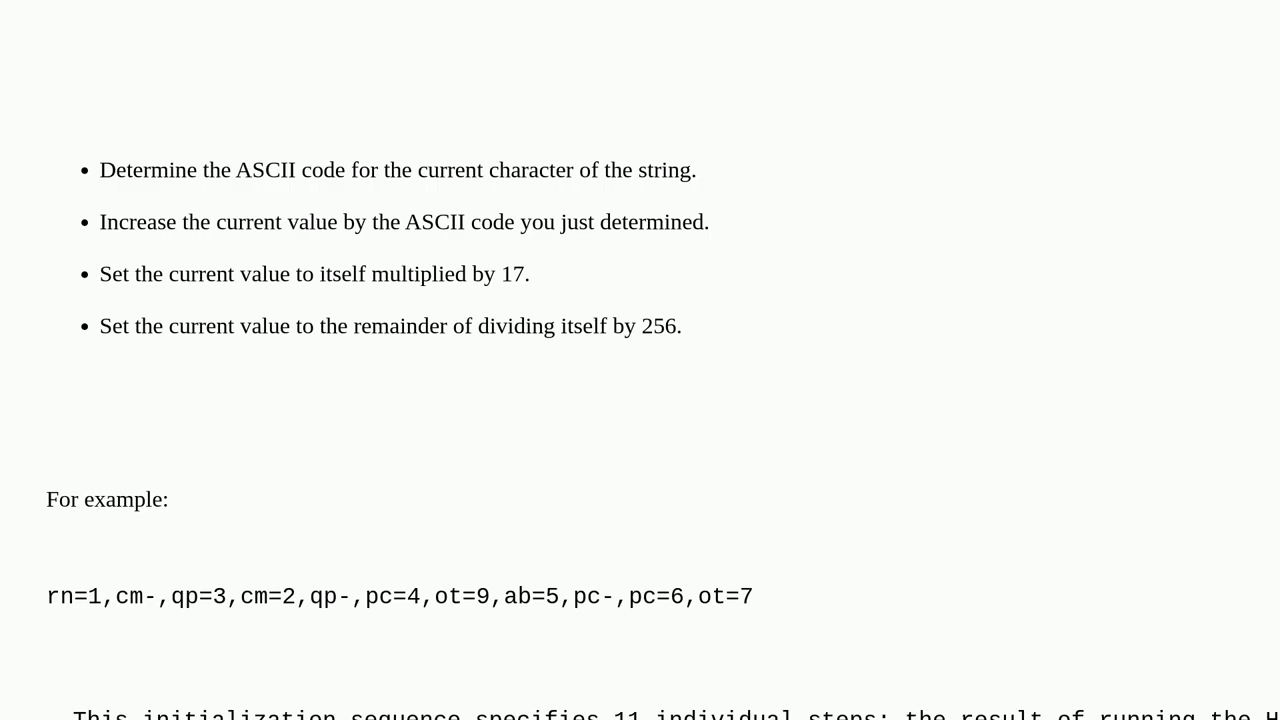 • Determine the ASCII code for the current character of the string.
• Increase the current value by the ASCII code you just determined.
• Set the current value to itself multiplied by 17.
• Set the current value to the remainder of dividing itself by 256.
For example:
rn=1,cm-,qp=3,cm=2,qp-,pc=4,ot=9,ab=5,pc-,pc=6,ot=7
This initialization sequence specifies 11 individual steps; the result of running the H